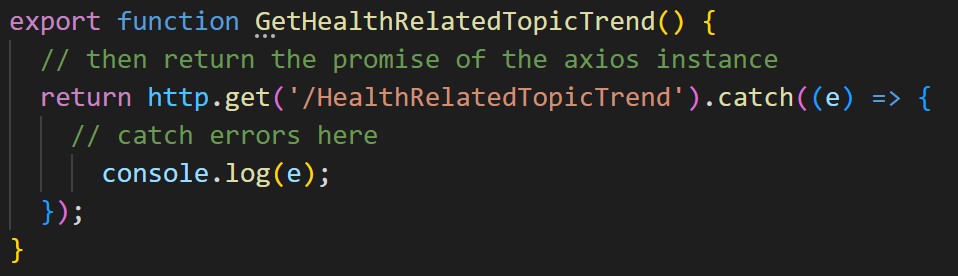 export function GetHealthRelatedTopicTrend() {
// then return the promise of the axios instance
return http.get('/HealthRelatedTopicTrend').catch((e) => {
// catch errors here
console.log(e);
});
}